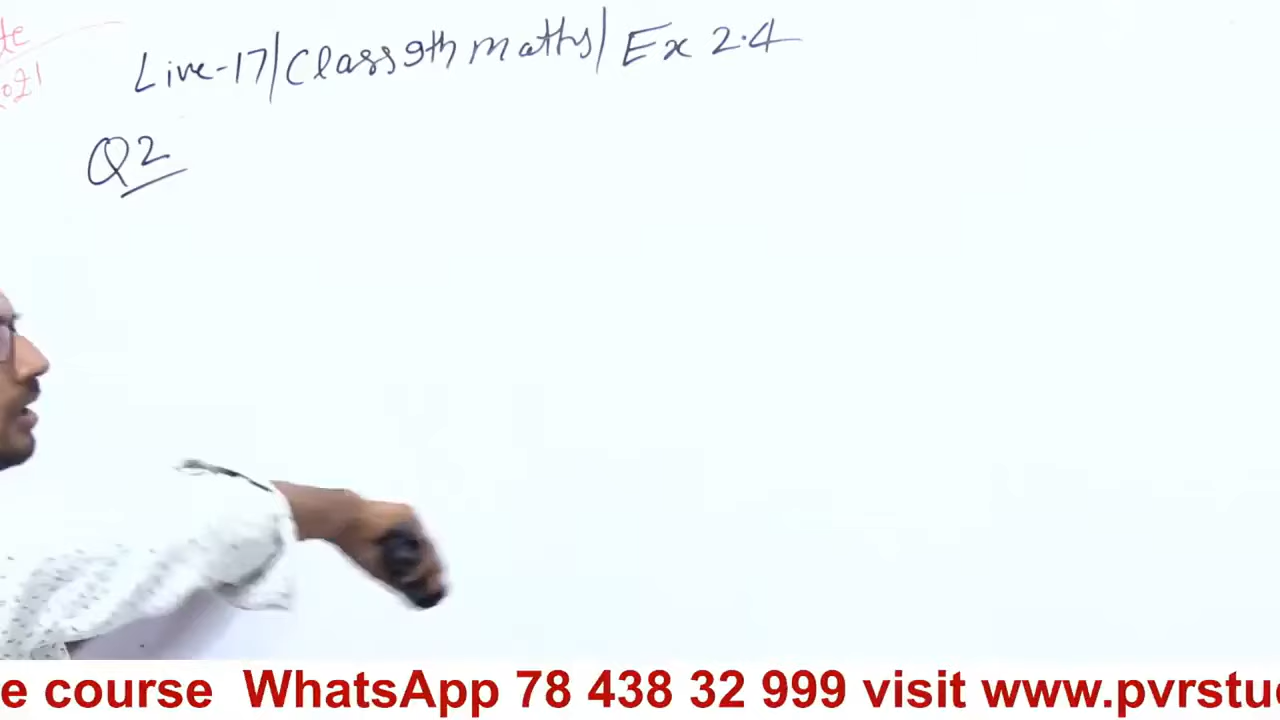 Live-17/Class 9th maths/ Ex 2.4
Q2
e course WhatsApp 78 438 32 999 visit www.pvrstu